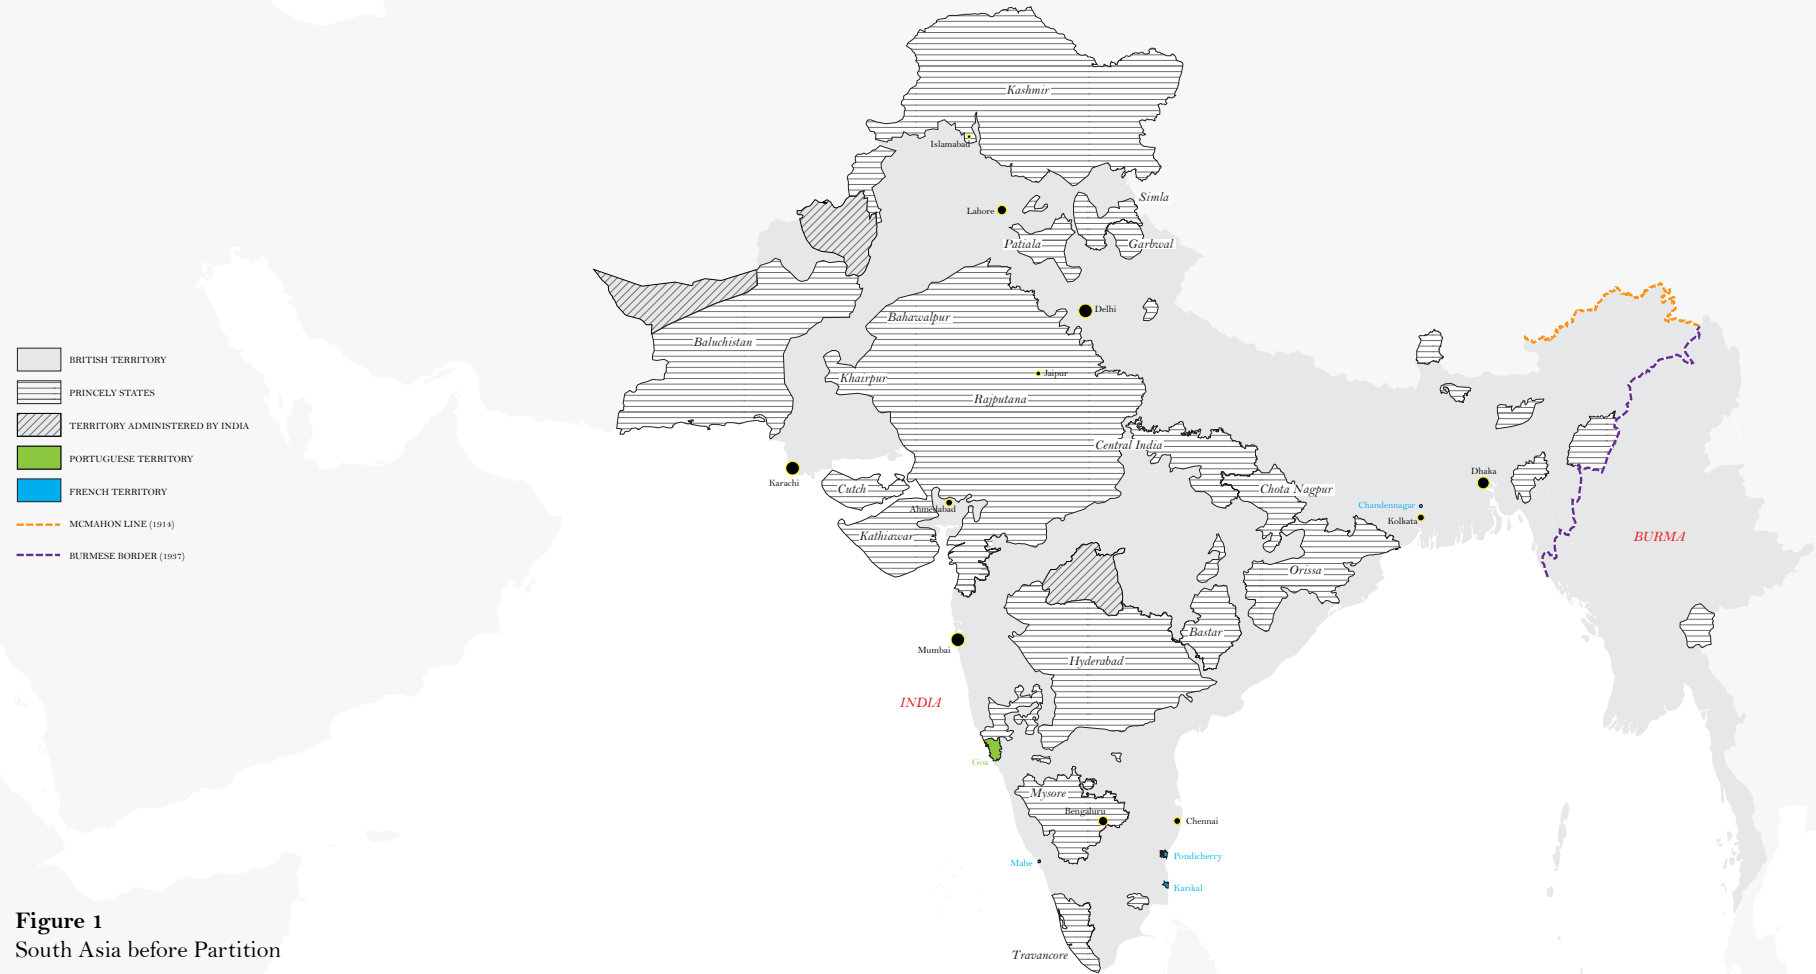 Kashmir
Islamabad
Simla
Lahore
Patiala
Garbwal
Bahawalpur
Delhi
Baluchistan
Khairpur
Jaipur
Rajputana
BRITISH TERRITORY
PRINCELY STATES
TERRITORY ADMINISTERED BY INDIA
PORTUGUESE TERRITORY
FRENCH TERRITORY
MCMAHON LINE (1914)
BURMESE BORDER (1937)
Central India
Karachi
Cutch
Chota Nagpur
Dhaka
Ahmedabad
Chandennagar
Kolkata
Kathiawar
BURMA
Orissa
Bastar
Mumbai
Hyderabad
INDIA
Goa
Mysore
Bengaluru
Chennai
Mahe
Pondicherry
Karikal
Travancore
Figure 1
South Asia before Partition